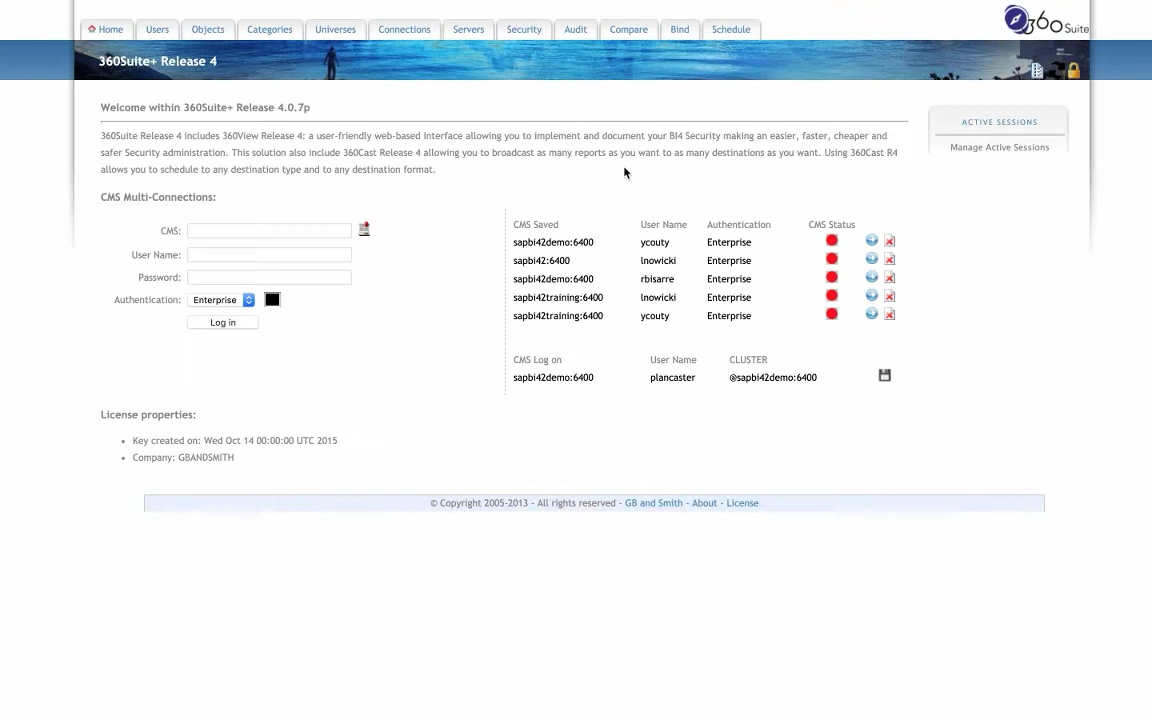 Home Users Objects Categories Universes Connections Servers Security Audit Compare Bind Schedule
360Suite
360Suite+ Release 4
Welcome within 360Suite+ Release 4.0.7p
360Suite Release 4 includes 360View Release 4: a user-friendly web-based interface allowing you to implement and document your BI4 Security making an easier, faster, cheaper and
safer Security administration. This solution also include 360Cast Release 4 allowing you to broadcast as many reports as you want to as many destinations as you want. Using 360Cast R4
allows you to schedule to any destination type and to any destination format.
ACTIVE SESSIONS
Manage Active Sessions
CMS Multi-Connections:
CMS:
User Name:
Password:
Authentication: Enterprise
Log in
CMS Saved User Name Authentication CMS Status
sapbi42demo:6400 ycouty Enterprise
sapbi42:6400 lnowicki Enterprise
sapbi42demo:6400 rbisarre Enterprise
sapbi42training:6400 lnowicki Enterprise
sapbi42training:6400 ycouty Enterprise
CMS Log on User Name CLUSTER
sapbi42demo:6400 plancaster @sapbi42demo:6400
License properties:
• Key created on: Wed Oct 14 00:00:00 UTC 2015
• Company: GBANDSMITH
© Copyright 2005-2013 - All rights reserved - GB and Smith - About - License